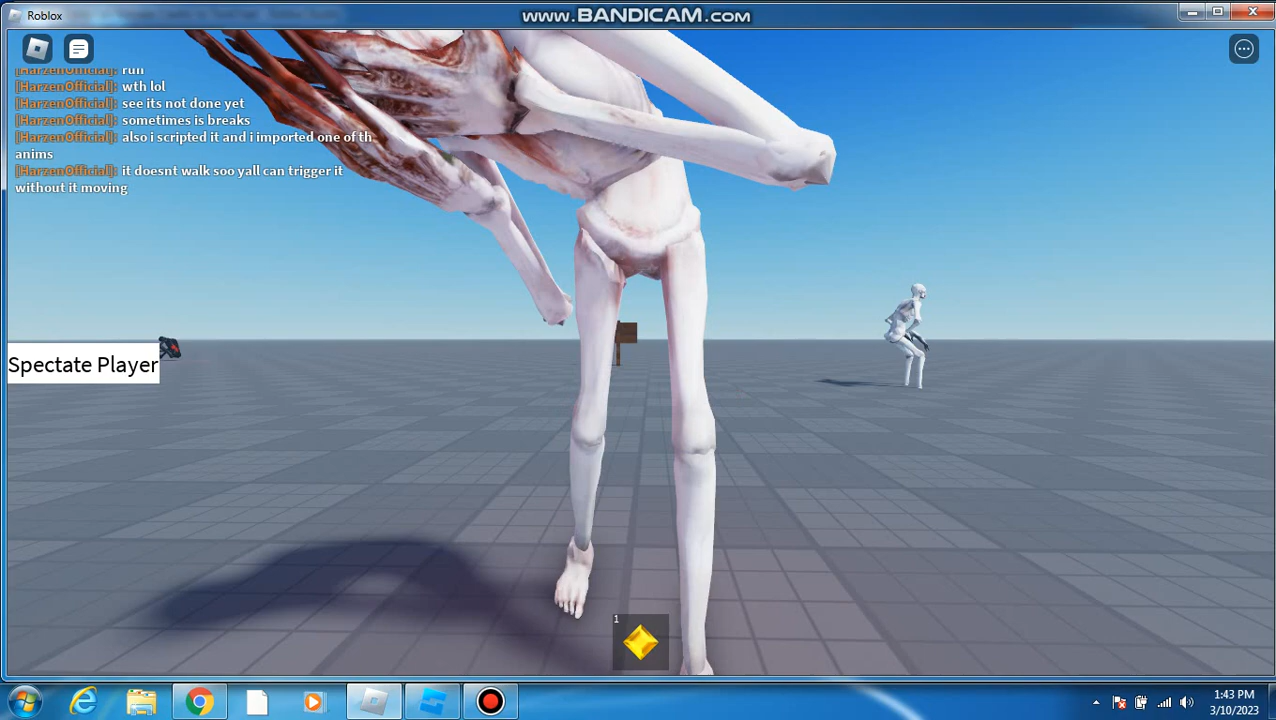 Roblox
www.BANDICAM.com
[HarzenOfficial]: run
[HarzenOfficial]: wth lol
[HarzenOfficial]: see its not done yet
[HarzenOfficial]: sometimes is breaks
[HarzenOfficial]: also i scripted it and i imported one of th
anims
[HarzenOfficial]: it doesnt walk soo yall can trigger it
without it moving
Spectate Player
1
1:43 PM
3/10/2023